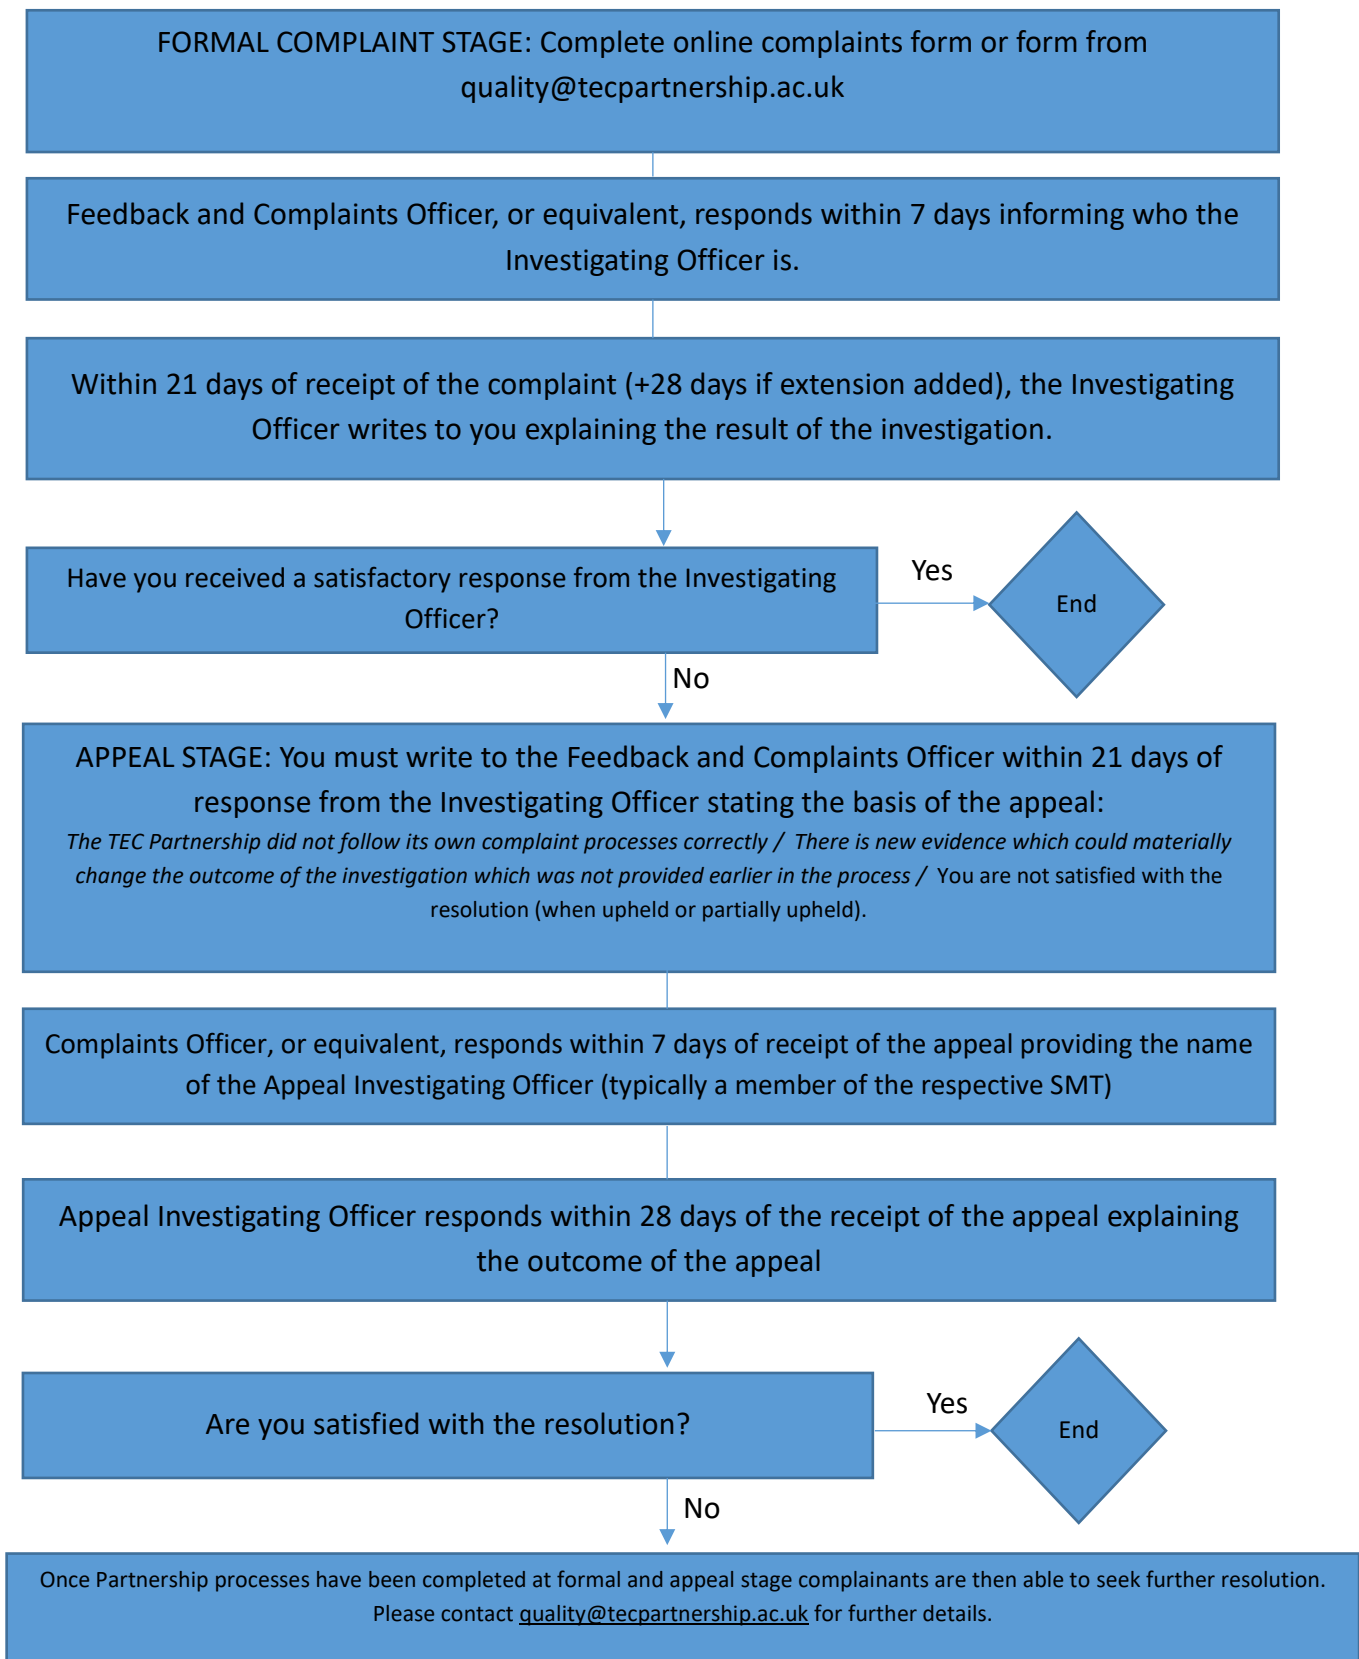 FORMAL COMPLAINT STAGE: Complete online complaints form or form from
quality@tecpartnership.ac.uk
Feedback and Complaints Officer, or equivalent, responds within 7 days informing who the
Investigating Officer is.
Within 21 days of receipt of the complaint (+28 days if extension added), the Investigating
Officer writes to you explaining the result of the investigation.
Have you received a satisfactory response from the Investigating
Officer?
Yes
End
No
APPEAL STAGE: You must write to the Feedback and Complaints Officer within 21 days of
response from the Investigating Officer stating the basis of the appeal:
The TEC Partnership did not follow its own complaint processes correctly / There is new evidence which could materially
change the outcome of the investigation which was not provided earlier in the process / You are not satisfied with the
resolution (when upheld or partially upheld).
Complaints Officer, or equivalent, responds within 7 days of receipt of the appeal providing the name
of the Appeal Investigating Officer (typically a member of the respective SMT)
Appeal Investigating Officer responds within 28 days of the receipt of the appeal explaining
the outcome of the appeal
Are you satisfied with the resolution?
Yes
End
No
Once Partnership processes have been completed at formal and appeal stage complainants are then able to seek further resolution.
Please contact quality@tecpartnership.ac.uk for further details.